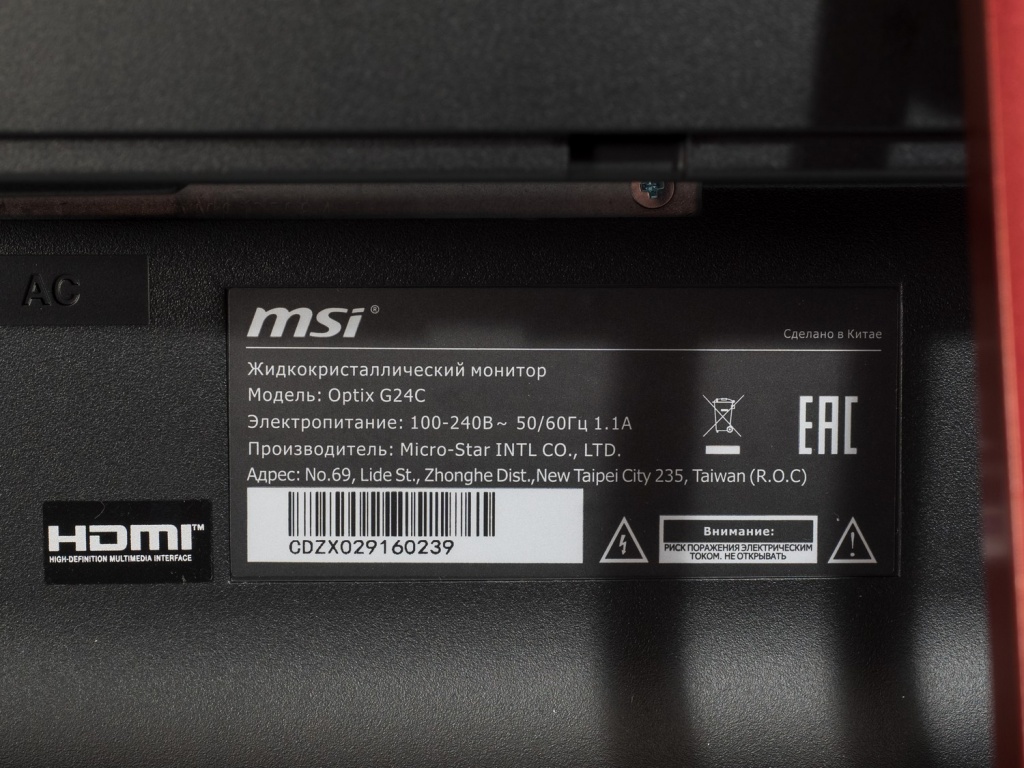 AC
msi®
Сделано в Китае
Жидкокристаллический монитор
Модель: Optix G24C
Электропитание: 100-240В~ 50/60Гц 1.1А
Производитель: Micro-Star INTL CO., LTD.
Адрес: No.69, Lide St., Zhonghe Dist.,New Taipei City 235, Taiwan (R.O.C)
EAC
CDZX029160239
Внимание:
РИСК ПОРАЖЕНИЯ ЭЛЕКТРИЧЕСКИМ
ТОКОМ. НЕ ОТКРЫВАТЬ
HDMI™
HIGH-DEFINITION MULTIMEDIA INTERFACE